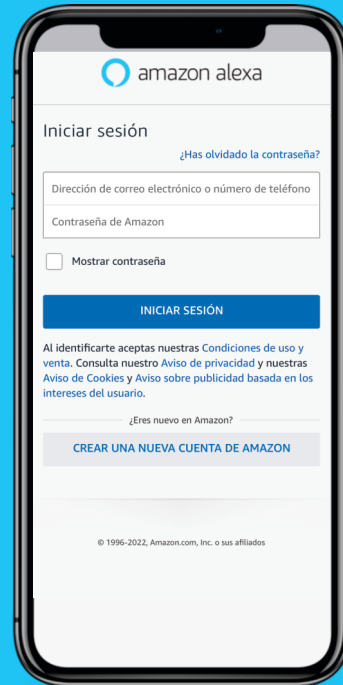 amazon alexa
Iniciar sesión
¿Has olvidado la contraseña?
Dirección de correo electrónico o número de teléfono
Contraseña de Amazon
Mostrar contraseña
INICIAR SESIÓN
Al identificarte aceptas nuestras Condiciones de uso y
venta. Consulta nuestro Aviso de privacidad y nuestras
Aviso de Cookies y Aviso sobre publicidad basada en los
intereses del usuario.
¿Eres nuevo en Amazon?
CREAR UNA NUEVA CUENTA DE AMAZON
© 1996-2022, Amazon.com, Inc. o sus afiliados